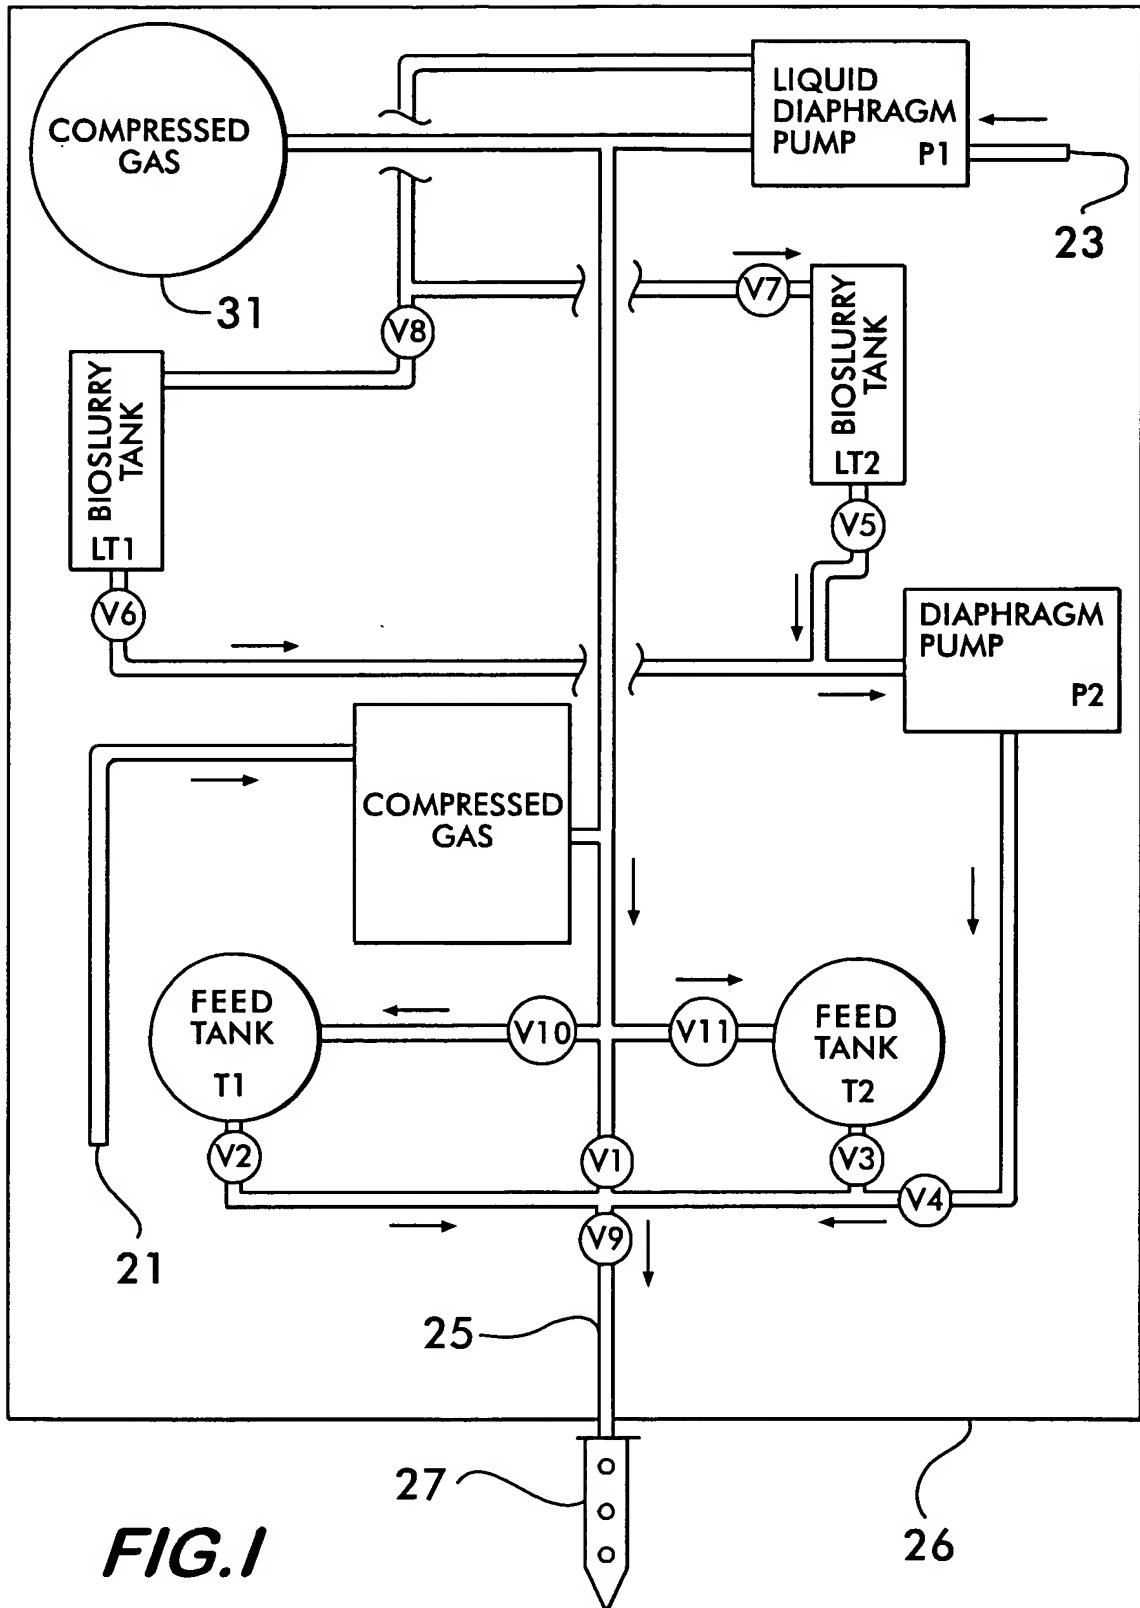 COMPRESSED
GAS
31
LIQUID
DIAPHRAGM
PUMP
P1
23
V7
V8
BIOSLURRY
TANK
LT1
BIOSLURRY
TANK
LT2
V5
V6
DIAPHRAGM
PUMP
P2
COMPRESSED
GAS
FEED
TANK
T1
V10
V11
FEED
TANK
T2
V2
V1
V3
V4
V9
21
25
27
26
FIG.1